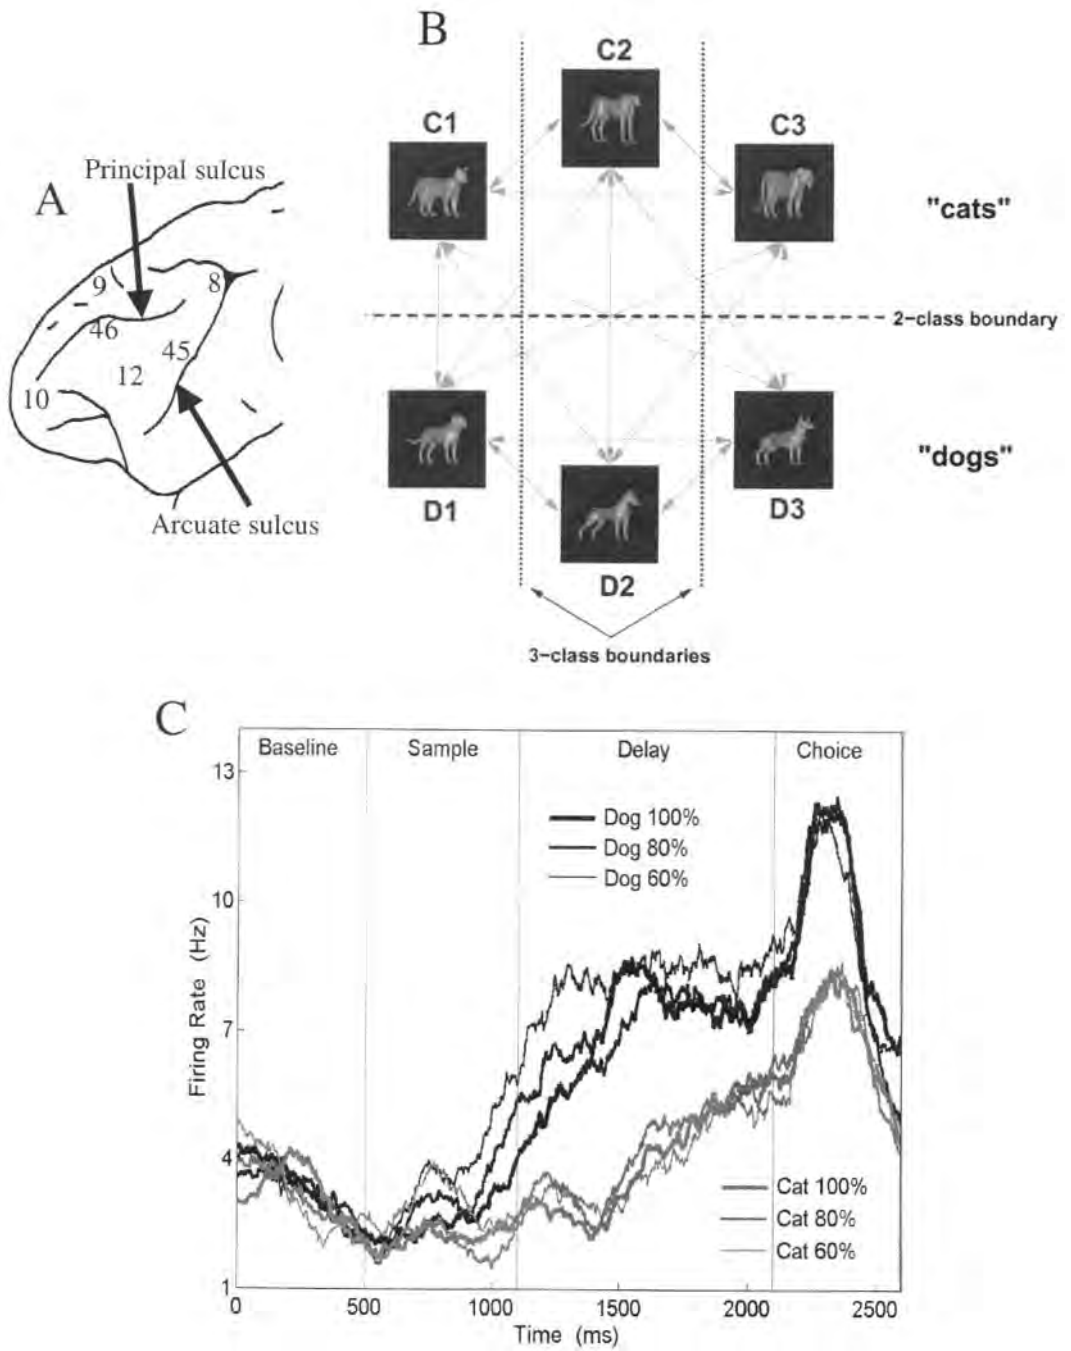 A
Principal sulcus
9
8
46
45
12
10
Arcuate sulcus
B
C2
C1
C3
"cats"
2-class boundary
"dogs"
D1
D3
D2
3-class boundaries
C
Baseline
Sample
Delay
Choice
13
10
7
4
1
Firing Rate (Hz)
Dog 100%
Dog 80%
Dog 60%
Cat 100%
Cat 80%
Cat 60%
0
500
1000
1500
2000
2500
Time (ms)